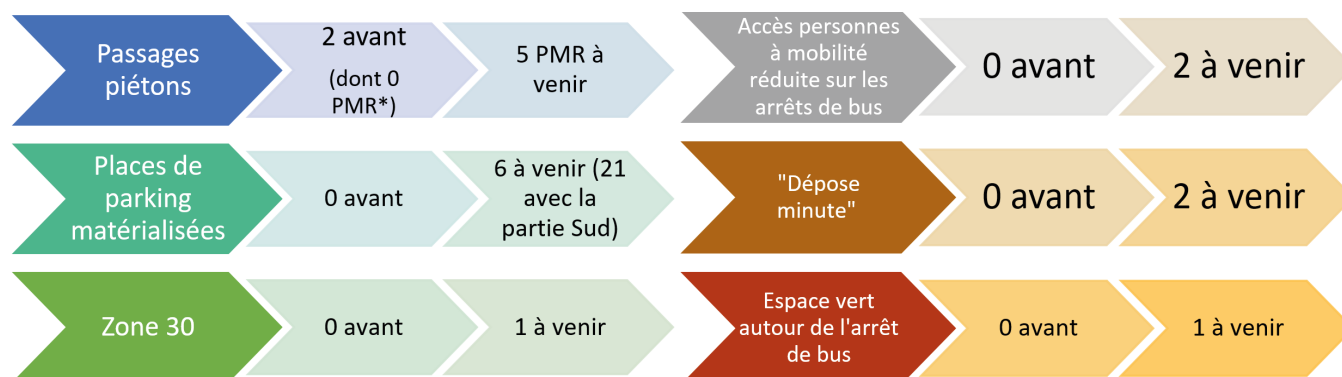 Passages
piétons
2 avant
(dont 0
PMR*)
5 PMR à
venir
Accès personnes
à mobilité
réduite sur les
arrêts de bus
0 avant
2 à venir
Places de
parking
matérialisées
0 avant
6 à venir (21
avec la
partie Sud)
"Dépose
minute"
0 avant
2 à venir
Zone 30
0 avant
1 à venir
Espace vert
autour de l'arrêt
de bus
0 avant
1 à venir